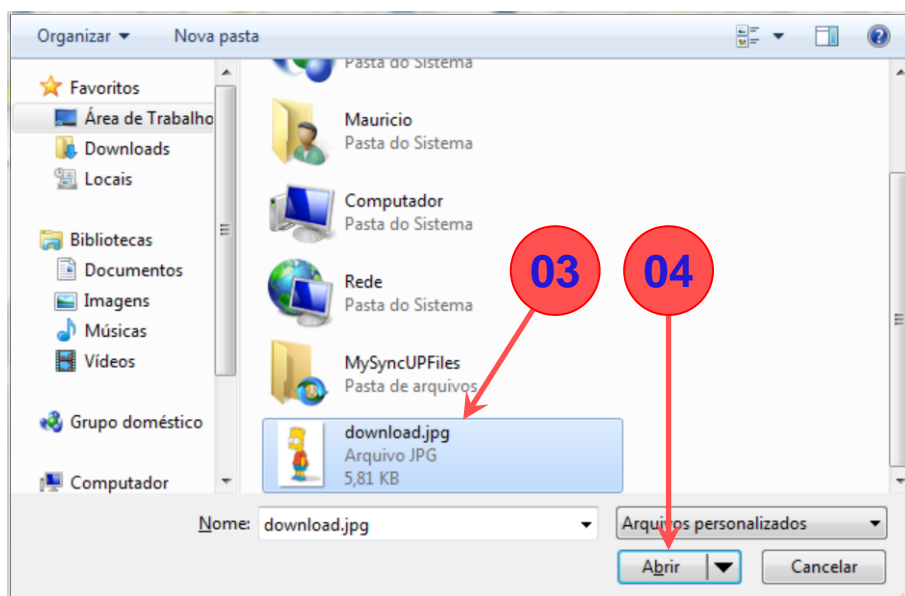 Organizar Nova pasta
Favoritos
Área de Trabalho
Downloads
Locais
Bibliotecas
Documentos
Imagens
Músicas
Vídeos
Grupo doméstico
Computador
Pasta do Sistema
Mauricio
Pasta do Sistema
Computador
Pasta do Sistema
Rede
Pasta do Sistema
MySyncUPFiles
Pasta de arquivos
download.jpg
Arquivo JPG
5,81 KB
03 04
Nome: download.jpg Arquivos personalizados
Abrir Cancelar